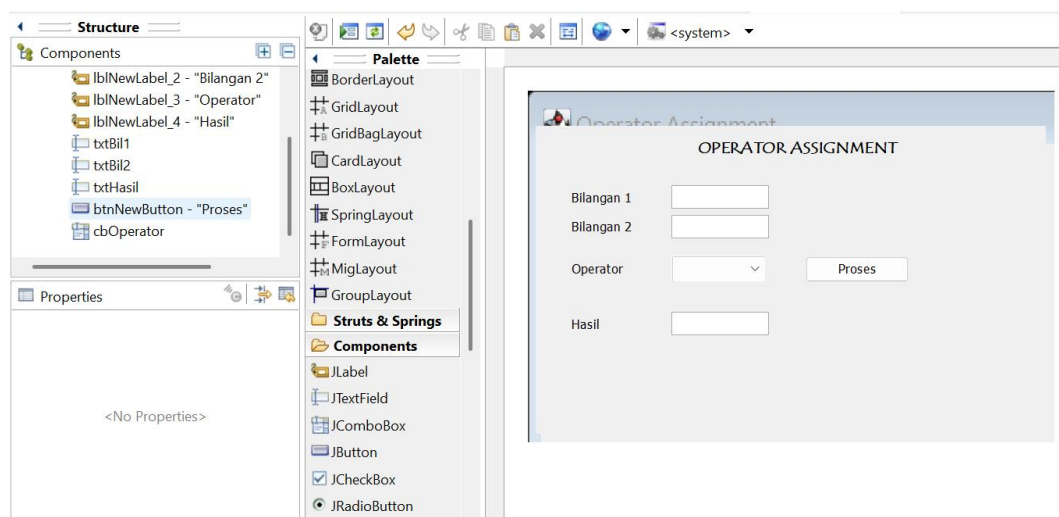 Structure
Components
lblNewLabel_2 - "Bilangan 2"
lblNewLabel_3 - "Operator"
lblNewLabel_4 - "Hasil"
txtBil1
txtBil2
txtHasil
btnNewButton - "Proses"
cbOperator
Properties
<No Properties>
<system>
Palette
BorderLayout
GridLayout
GridBagLayout
CardLayout
BoxLayout
SpringLayout
FormLayout
MigLayout
GroupLayout
Struts & Springs
Components
JLabel
JTextField
JComboBox
JButton
JCheckBox
JRadioButton
Operator Assignment
OPERATOR ASSIGNMENT
Bilangan 1
Bilangan 2
Operator
Proses
Hasil